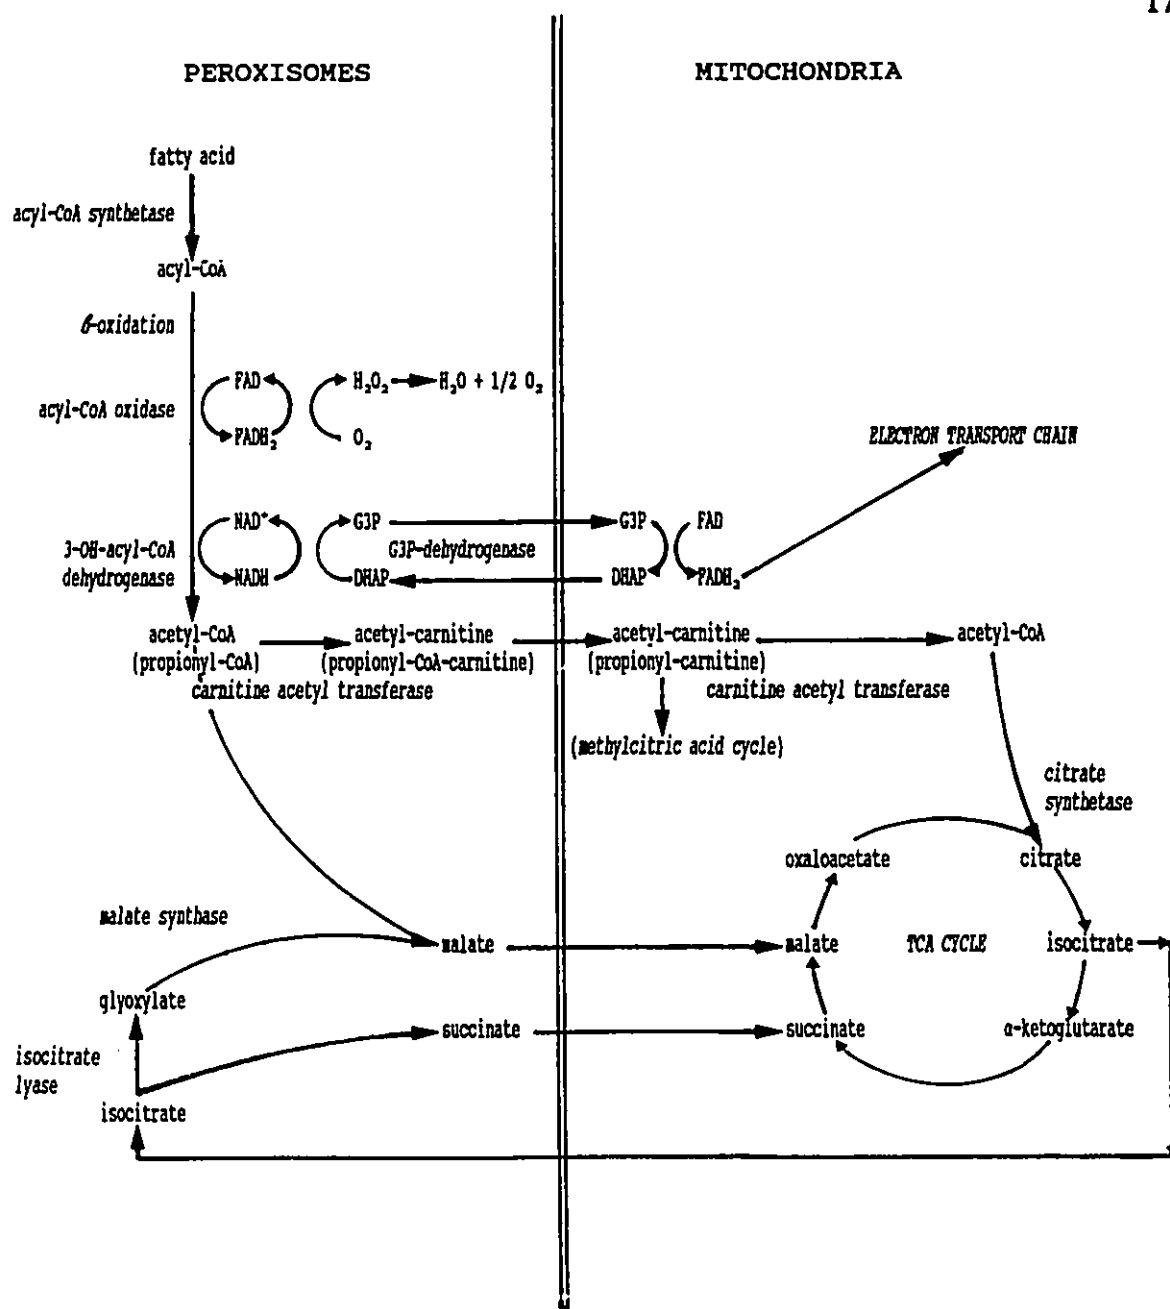 17
PEROXISOMES
MITOCHONDRIA
fatty acid
acyl-CoA synthetase
acyl-CoA
β-oxidation
FAD
H₂O₂
H₂O + 1/2 O₂
acyl-CoA oxidase
FADH₂
O₂
ELECTRON TRANSPORT CHAIN
NAD⁺
G3P
G3P
FAD
3-OH-acyl-CoA
dehydrogenase
G3P-dehydrogenase
NADH
DHAP
DHAP
FADH₂
acetyl-CoA
(propionyl-CoA)
acetyl-carnitine
(propionyl-CoA-carnitine)
acetyl-carnitine
(propionyl-carnitine)
acetyl-CoA
carnitine acetyl transferase
carnitine acetyl transferase
(methylcitric acid cycle)
citrate
synthetase
oxaloacetate
citrate
malate synthase
malate
malate
TCA CYCLE
isocitrate
glyoxylate
succinate
succinate
α-ketoglutarate
isocitrate
lyase
isocitrate